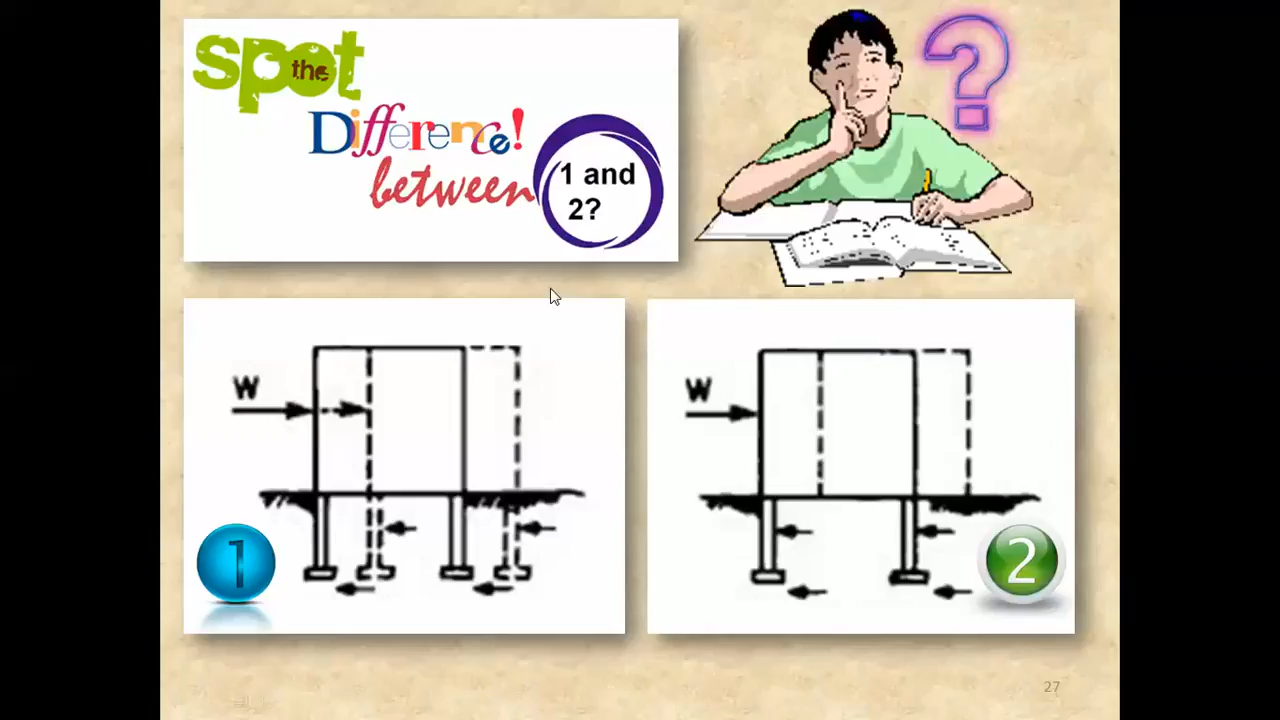 spot
the
Difference!
between
1 and
2?
W
W
1
2
27